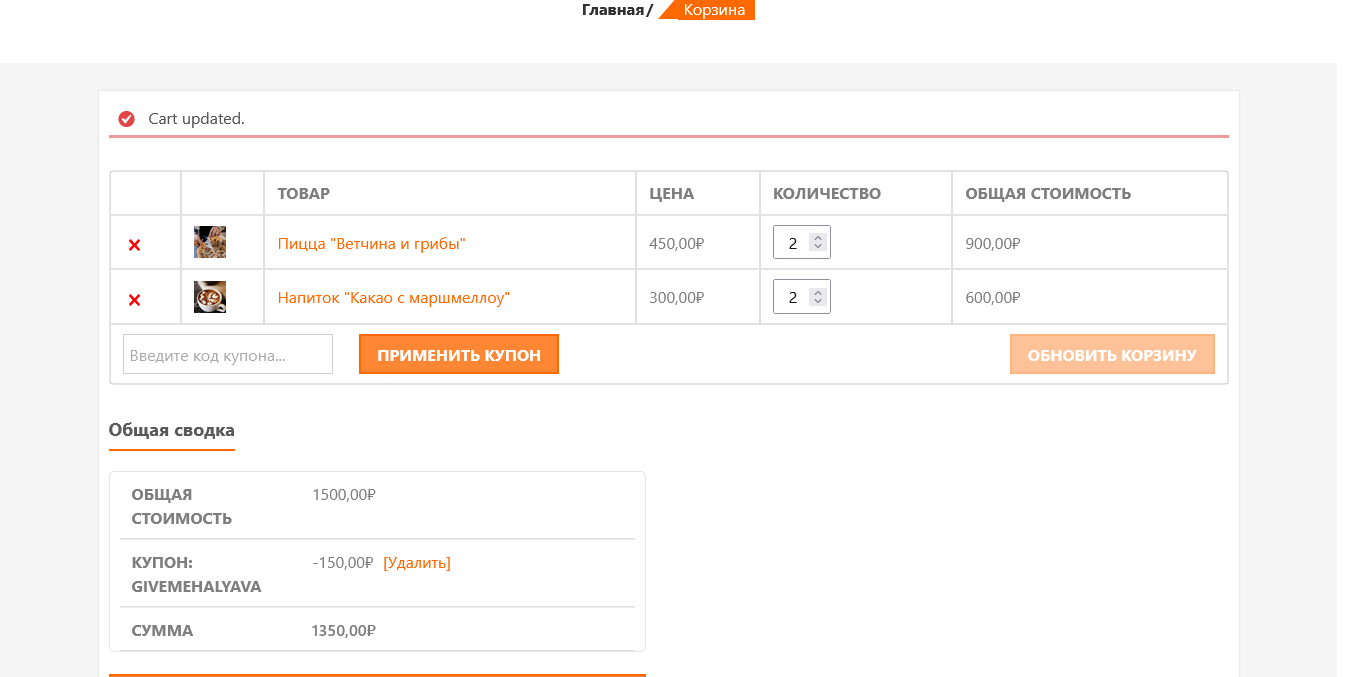 Главная/ Корзина
Cart updated.
ТОВАР ЦЕНА КОЛИЧЕСТВО ОБЩАЯ СТОИМОСТЬ
Пицца "Ветчина и грибы" 450,00₽ 2 900,00₽
Напиток "Какао с маршмеллоу" 300,00₽ 2 600,00₽
Введите код купона... ПРИМЕНИТЬ КУПОН ОБНОВИТЬ КОРЗИНУ
Общая сводка
ОБЩАЯ СТОИМОСТЬ 1500,00₽
КУПОН: GIVEMEHALYAVA -150,00₽ [Удалить]
СУММА 1350,00₽